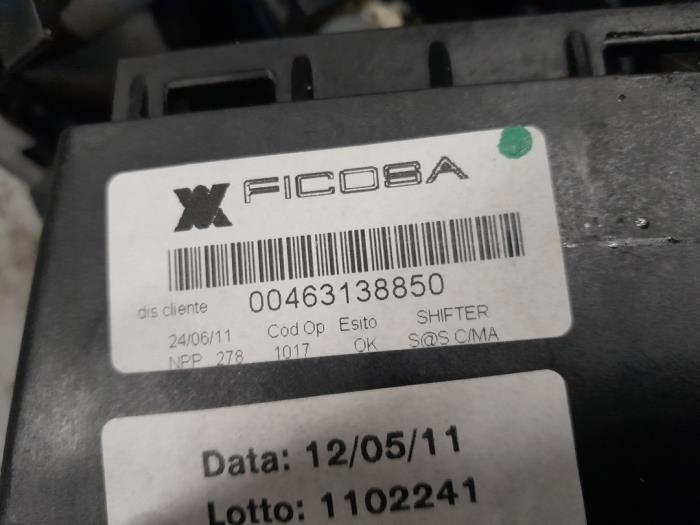 FICOSA
dis cliente 00463138850
24/06/11 Cod Op Esito SHIFTER
NPP 278 1017 OK S@S C/MA
Data: 12/05/11
Lotto: 1102241